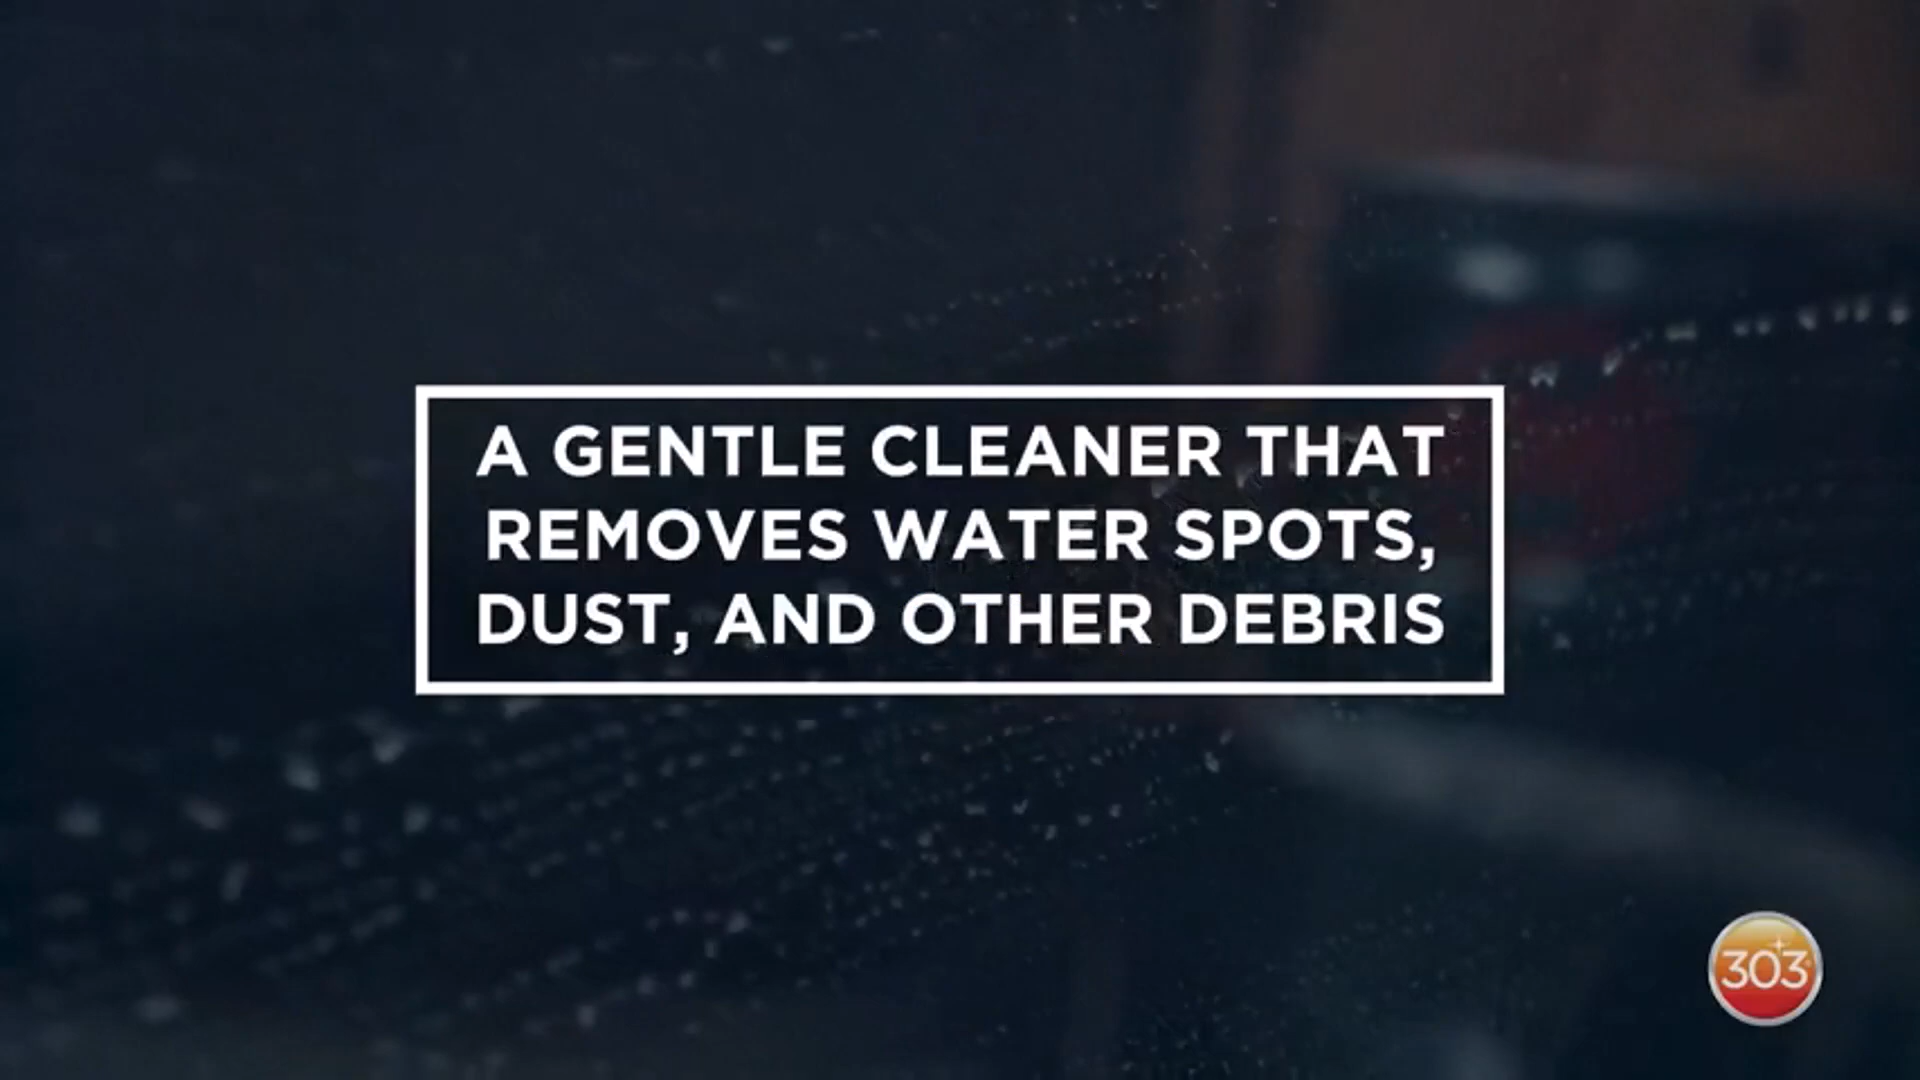 A GENTLE CLEANER THAT
REMOVES WATER SPOTS,
DUST, AND OTHER DEBRIS
303